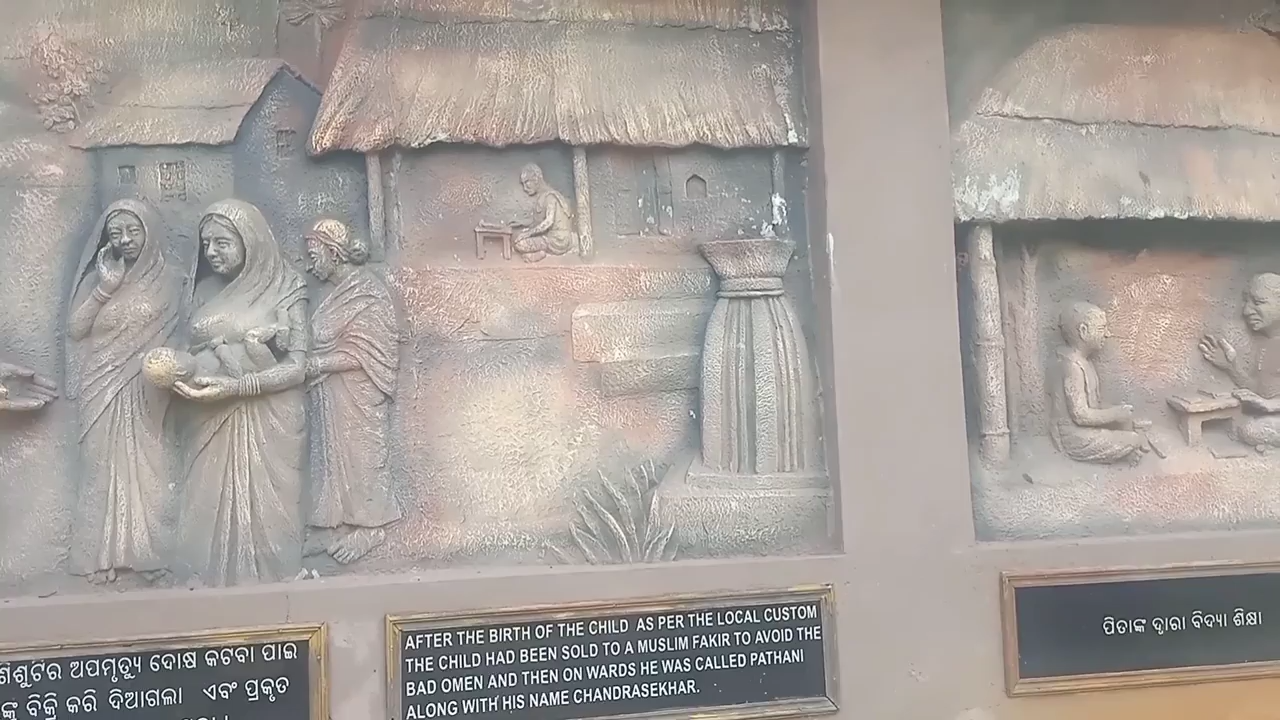 ଶିଶୁଟିର ଅପମୃତ୍ୟୁ ଦୋଷ କଟବା ପାଇ
ବିକ୍ରି କରି ଦିଆଗଲା ଏବଂ ପ୍ରକୃତ
AFTER THE BIRTH OF THE CHILD AS PER THE LOCAL CUSTOM
THE CHILD HAD BEEN SOLD TO A MUSLIM FAKIR TO AVOID THE
BAD OMEN AND THEN ON WARDS HE WAS CALLED PATHANI
ALONG WITH HIS NAME CHANDRASEKHAR.
ପିତାଙ୍କ ଦ୍ୱାରା ବିଦ୍ୟା ଶିକ୍ଷା